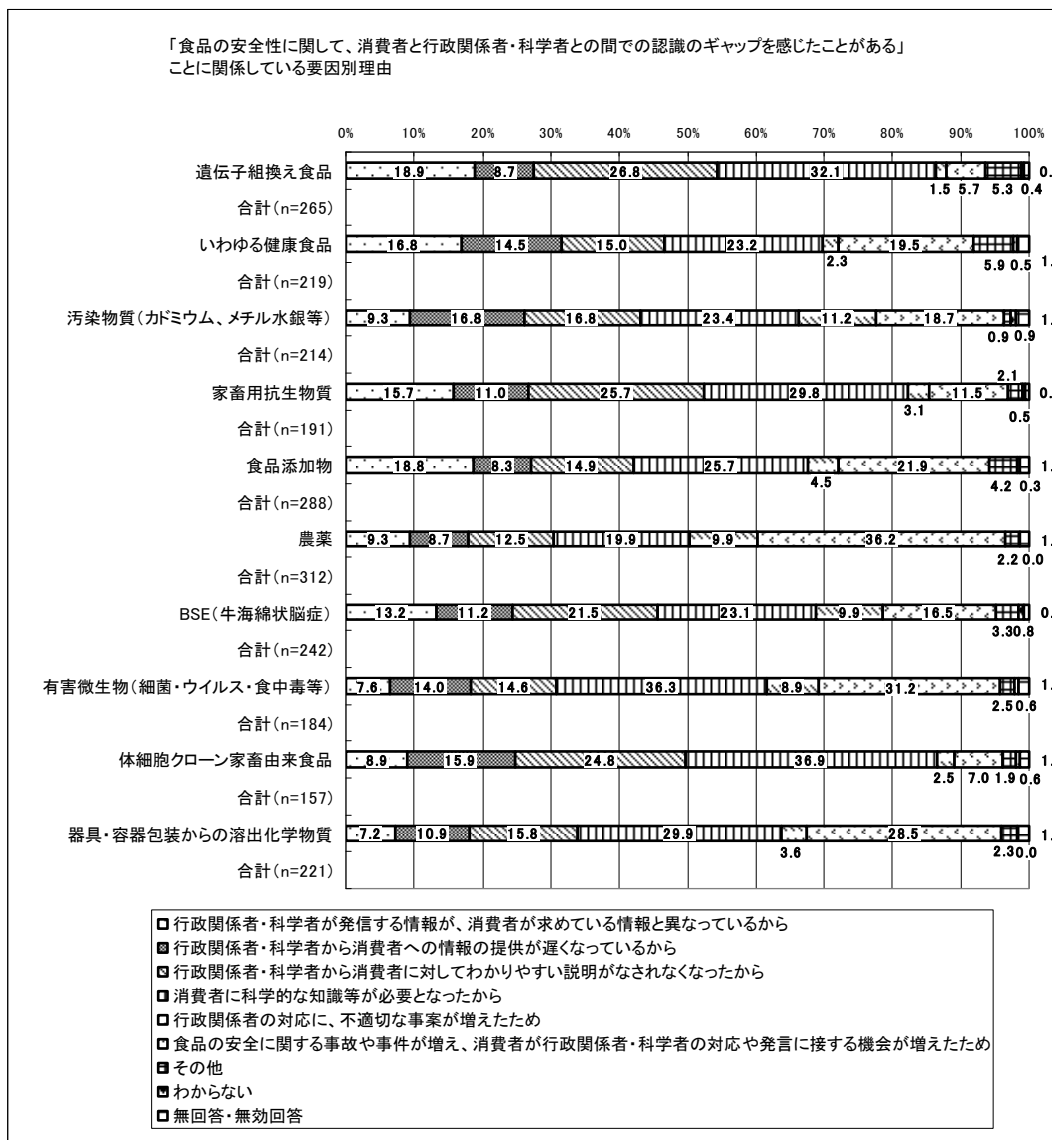 「食品の安全性に関して、消費者と行政関係者・科学者との間での認識のギャップを感じたことがある」
ことに関係している要因別理由
0% 10% 20% 30% 40% 50% 60% 70% 80% 90% 100%
遺伝子組換え食品 18.9 8.7 26.8 32.1 1.5 5.7 5.3 0.4 0.
合計(n=265)
いわゆる健康食品 16.8 14.5 15.0 23.2 2.3 19.5 5.9 0.5 1.
合計(n=219)
汚染物質(カドミウム、メチル水銀等) 9.3 16.8 16.8 23.4 11.2 18.7 0.9 0.9 1.
合計(n=214)
家畜用抗生物質 15.7 11.0 25.7 29.8 3.1 11.5 2.1 0.5 0.
合計(n=191)
食品添加物 18.8 8.3 14.9 25.7 4.5 21.9 4.2 0.3 1.
合計(n=288)
農薬 9.3 8.7 12.5 19.9 9.9 36.2 2.2 0.0 1.
合計(n=312)
BSE(牛海綿状脳症) 13.2 11.2 21.5 23.1 9.9 16.5 3.3 0.8 0.
合計(n=242)
有害微生物(細菌・ウイルス・食中毒等) 7.6 14.0 14.6 36.3 8.9 31.2 2.5 0.6 1.
合計(n=184)
体細胞クローン家畜由来食品 8.9 15.9 24.8 36.9 2.5 7.0 1.9 0.6 1.
合計(n=157)
器具・容器包装からの溶出化学物質 7.2 10.9 15.8 29.9 3.6 28.5 2.3 0.0 1.
合計(n=221)
行政関係者・科学者が発信する情報が、消費者が求めている情報と異なっているから
行政関係者・科学者から消費者への情報の提供が遅くなっているから
行政関係者・科学者から消費者に対してわかりやすい説明がなされなくなったから
消費者に科学的な知識等が必要となったから
行政関係者の対応に、不適切な事案が増えたため
食品の安全に関する事故や事件が増え、消費者が行政関係者・科学者の対応や発言に接する機会が増えたため
その他
わからない
無回答・無効回答